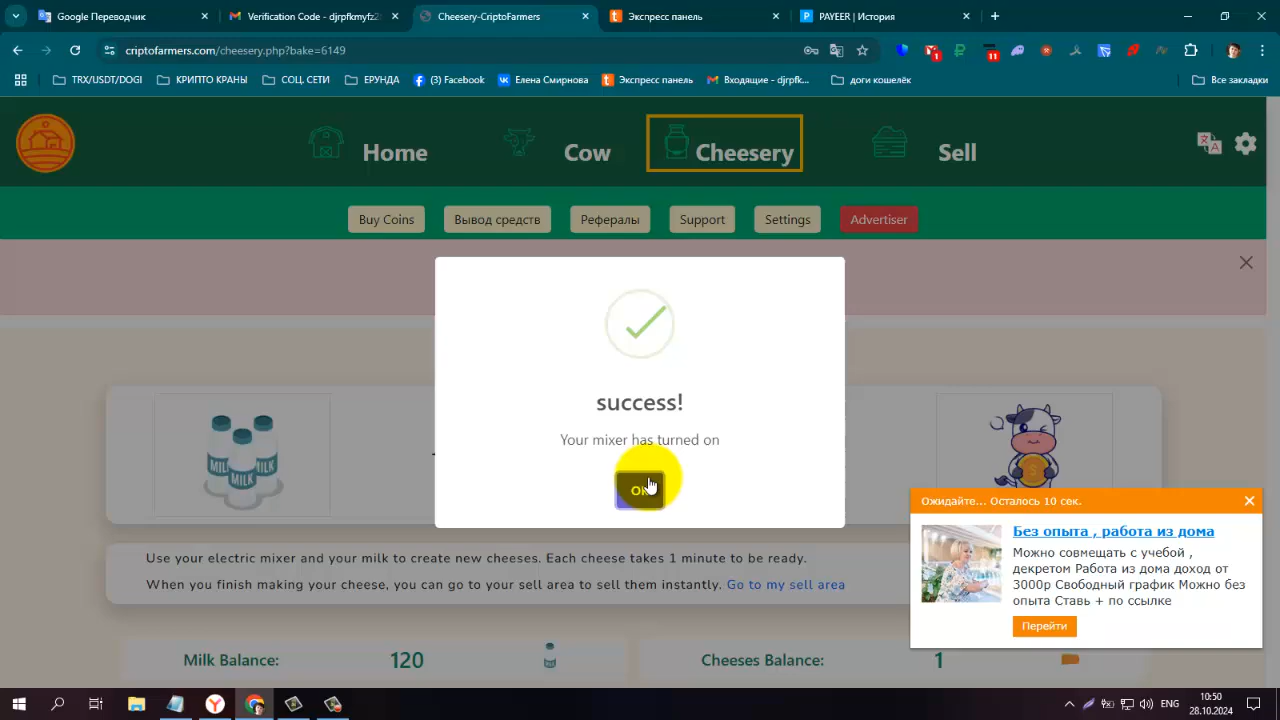 Google Переводчик
Verification Code - djrpfkmyfz2
Cheesery-CriptoFarmers
Экспресс панель
PAYEER | История
criptofarmers.com/cheesery.php?bake=6149
1
11
TRX/USDT/DOGI
КРИПТО КРАНЫ
СОЦ. СЕТИ
ЕРУНДА
(3) Facebook
Елена Смирнова
Экспресс панель
Входящие - djrpfk...
доги кошелёк
Все закладки
Home
Cow
Cheesery
Sell
Buy Coins
Вывод средств
Рефералы
Support
Settings
Advertiser
success!
Your mixer has turned on
OK
MILK
Ожидайте... Осталось 10 сек.
Без опыта , работа из дома
Можно совмещать с учебой ,
декретом Работа из дома доход от
3000р Свободный график Можно без
опыта Ставь + по ссылке
Перейти
Use your electric mixer and your milk to create new cheeses. Each cheese takes 1 minute to be ready.
When you finish making your cheese, you can go to your sell area to sell them instantly. Go to my sell area
Milk Balance:
120
Cheeses Balance:
1
ENG
10:50
28.10.2024